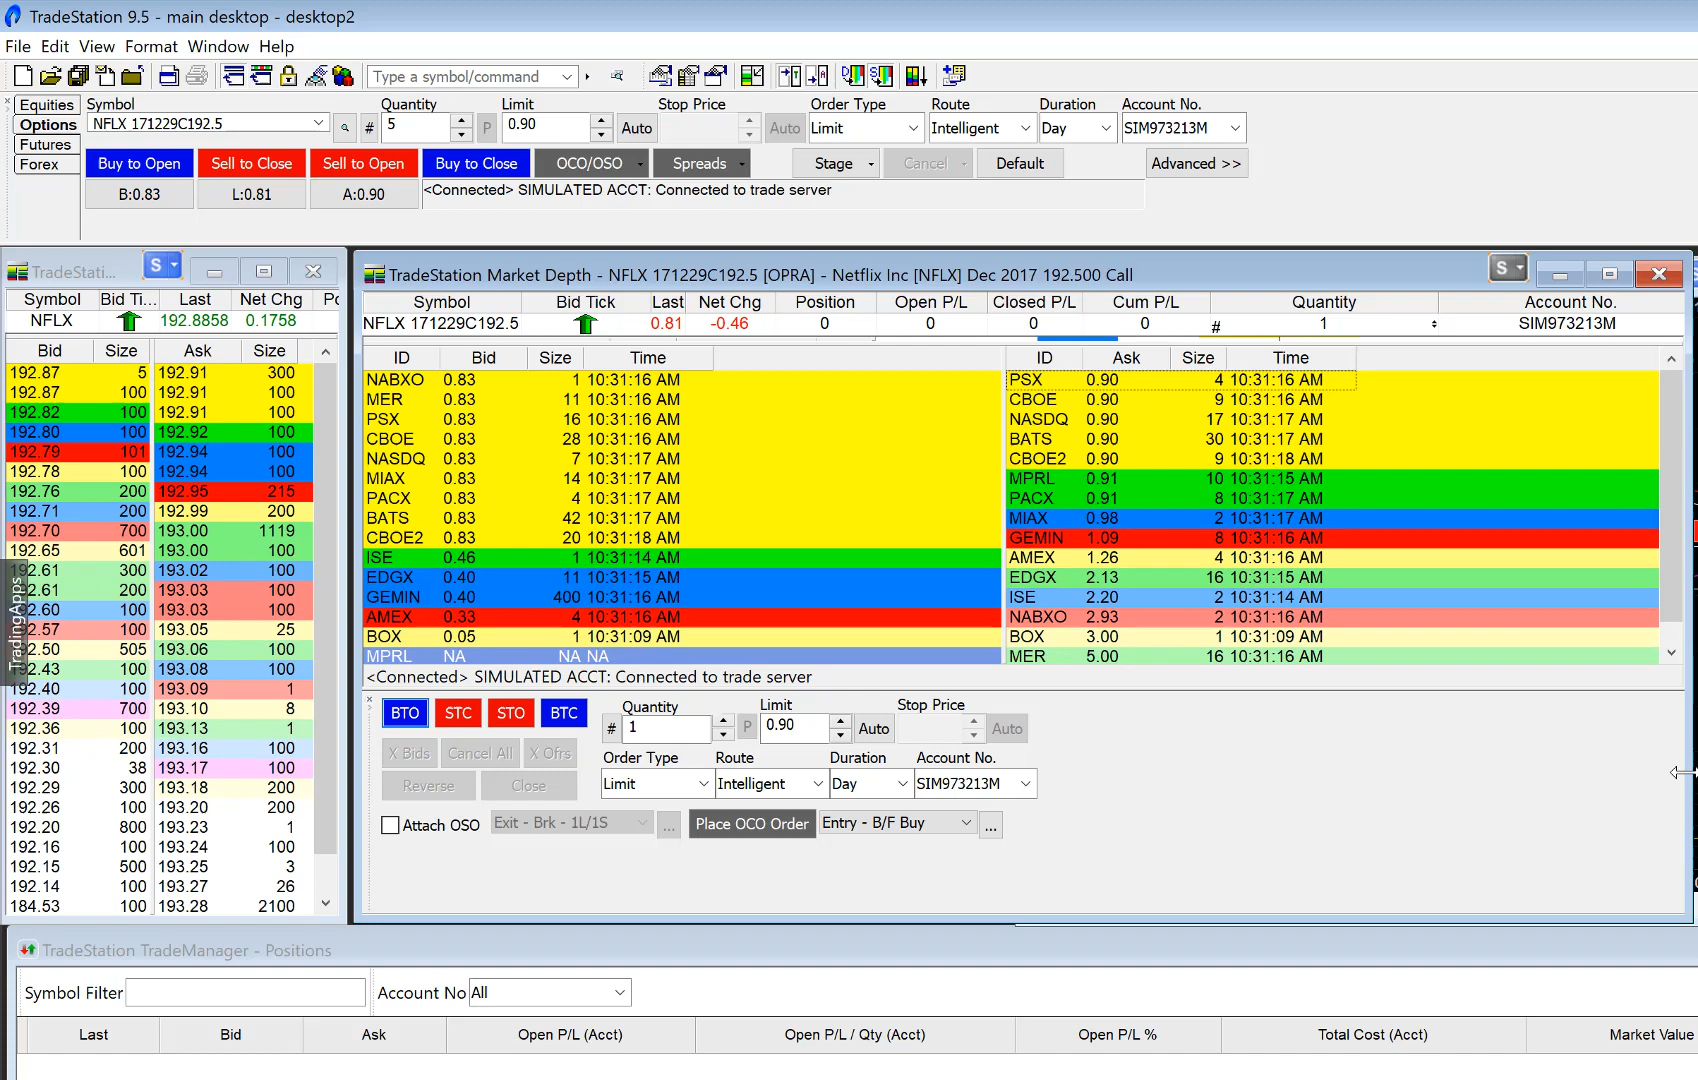 TradeStation 9.5 - main desktop - desktop2
File Edit View Format Window Help
Type a symbol/command
Equities
Options
Futures
Forex
Symbol Quantity Limit Stop Price Order Type Route Duration Account No.
NFLX 171229C192.5 # 5 P 0.90 Auto Auto Limit Intelligent Day SIM973213M
Buy to Open Sell to Close Sell to Open Buy to Close OCO/OSO Spreads Stage Cancel Default Advanced >>
B:0.83 L:0.81 A:0.90 <Connected> SIMULATED ACCT: Connected to trade server
TradeStati... S
Symbol Bid Ti... Last Net Chg Po
NFLX 192.8858 0.1758
Bid Size Ask Size
192.87 5 192.91 300
192.87 100 192.91 100
192.82 100 192.91 100
192.80 100 192.92 100
192.79 101 192.94 100
192.78 100 192.94 100
192.76 200 192.95 215
192.71 200 192.99 200
192.70 700 193.00 1119
192.65 601 193.00 100
192.61 300 193.02 100
2.61 200 193.03 100
2.60 100 193.03 100
2.57 100 193.05 25
2.50 505 193.06 100
2.43 100 193.08 100
192.40 100 193.09 1
192.39 700 193.10 8
192.36 100 193.13 1
192.31 200 193.16 100
192.30 38 193.17 100
192.29 300 193.18 200
192.26 100 193.20 200
192.20 800 193.23 1
192.16 100 193.24 100
192.15 500 193.25 3
192.14 100 193.27 26
184.53 100 193.28 2100
TradingApps
TradeStation Market Depth - NFLX 171229C192.5 [OPRA] - Netflix Inc [NFLX] Dec 2017 192.500 Call S
Symbol Bid Tick Last Net Chg Position Open P/L Closed P/L Cum P/L Quantity Account No.
NFLX 171229C192.5 0.81 -0.46 0 0 0 0 # 1 SIM973213M
ID Bid Size Time ID Ask Size Time
NABXO 0.83 1 10:31:16 AM PSX 0.90 4 10:31:16 AM
MER 0.83 11 10:31:16 AM CBOE 0.90 9 10:31:16 AM
PSX 0.83 16 10:31:16 AM NASDQ 0.90 17 10:31:17 AM
CBOE 0.83 28 10:31:16 AM BATS 0.90 30 10:31:17 AM
NASDQ 0.83 7 10:31:17 AM CBOE2 0.90 9 10:31:18 AM
MIAX 0.83 14 10:31:17 AM MPRL 0.91 10 10:31:15 AM
PACX 0.83 4 10:31:17 AM PACX 0.91 8 10:31:17 AM
BATS 0.83 42 10:31:17 AM MIAX 0.98 2 10:31:17 AM
CBOE2 0.83 20 10:31:18 AM GEMIN 1.09 8 10:31:16 AM
ISE 0.46 1 10:31:14 AM AMEX 1.26 4 10:31:16 AM
EDGX 0.40 11 10:31:15 AM EDGX 2.13 16 10:31:15 AM
GEMIN 0.40 400 10:31:16 AM ISE 2.20 2 10:31:14 AM
AMEX 0.33 4 10:31:16 AM NABXO 2.93 2 10:31:16 AM
BOX 0.05 1 10:31:09 AM BOX 3.00 1 10:31:09 AM
MPRL NA NA NA MER 5.00 16 10:31:16 AM
<Connected> SIMULATED ACCT: Connected to trade server
BTO STC STO BTC
Quantity Limit Stop Price
# 1 P 0.90 Auto Auto
X Bids Cancel All X Ofrs
Order Type Route Duration Account No.
Reverse Close Limit Intelligent Day SIM973213M
Attach OSO Exit - Brk - 1L/1S ... Place OCO Order Entry - B/F Buy ...
TradeStation TradeManager - Positions
Symbol Filter Account No All
Last Bid Ask Open P/L (Acct) Open P/L / Qty (Acct) Open P/L % Total Cost (Acct) Market Value